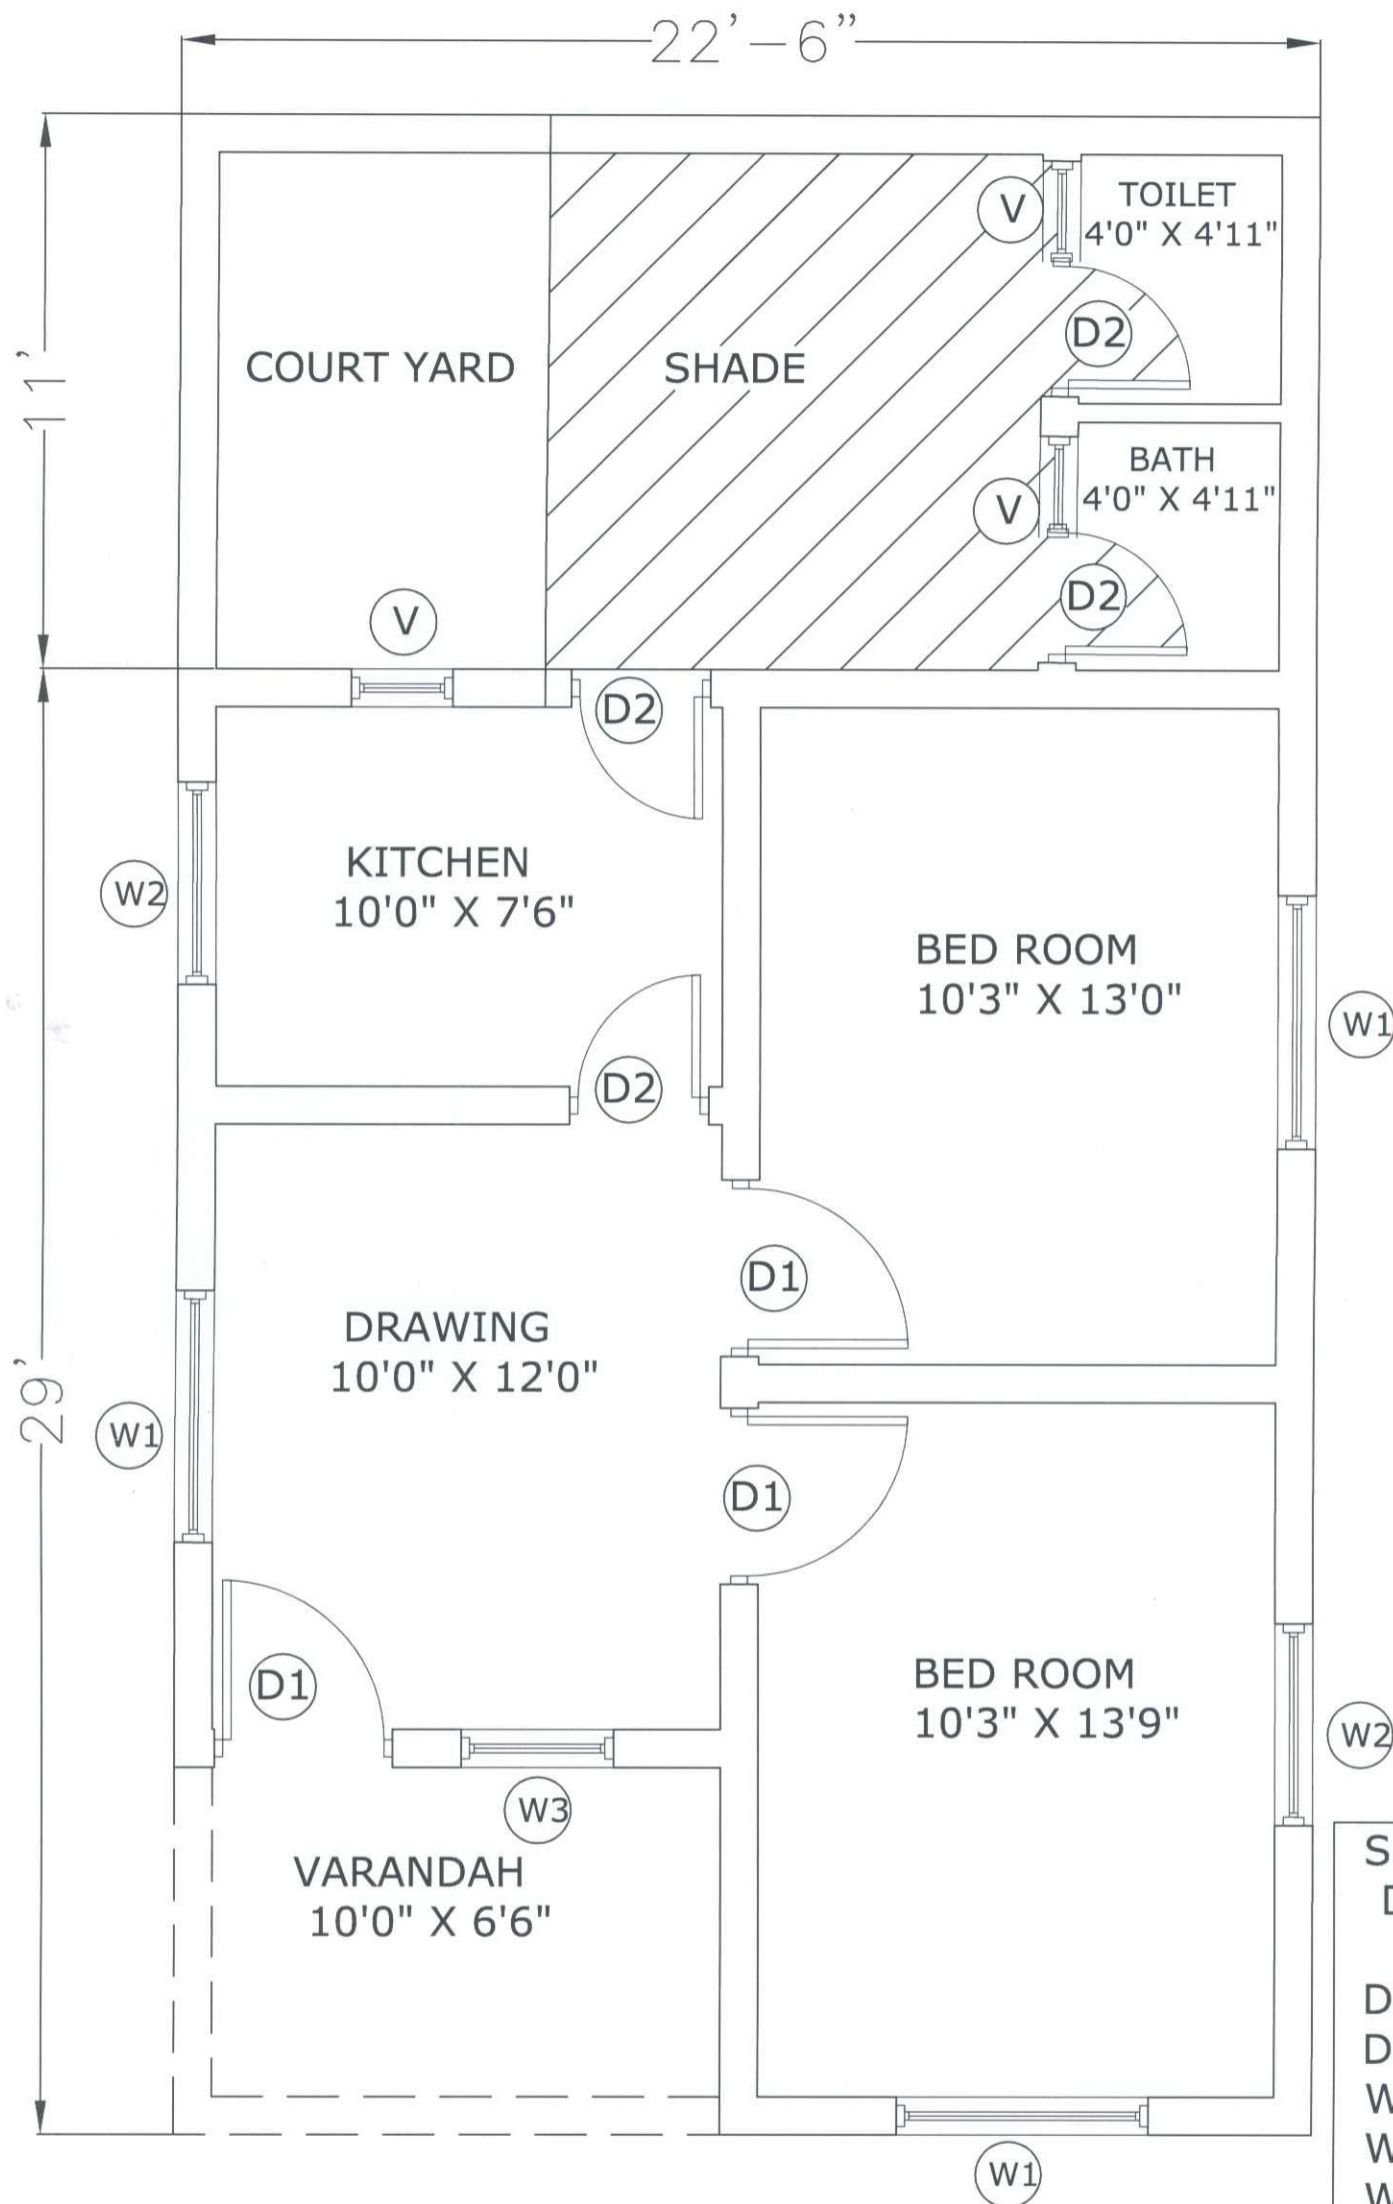 22'-6"
TOILET
4'0" X 4'11"
V
D2
11'
COURT YARD
SHADE
BATH
4'0" X 4'11"
V
D2
V
D2
KITCHEN
10'0" X 7'6"
W2
BED ROOM
10'3" X 13'0"
W1
D2
D1
DRAWING
10'0" X 12'0"
29'
W1
D1
D1
BED ROOM
10'3" X 13'9"
W2
W3
VARANDAH
10'0" X 6'6"
S
D
D
W
W
W
W1